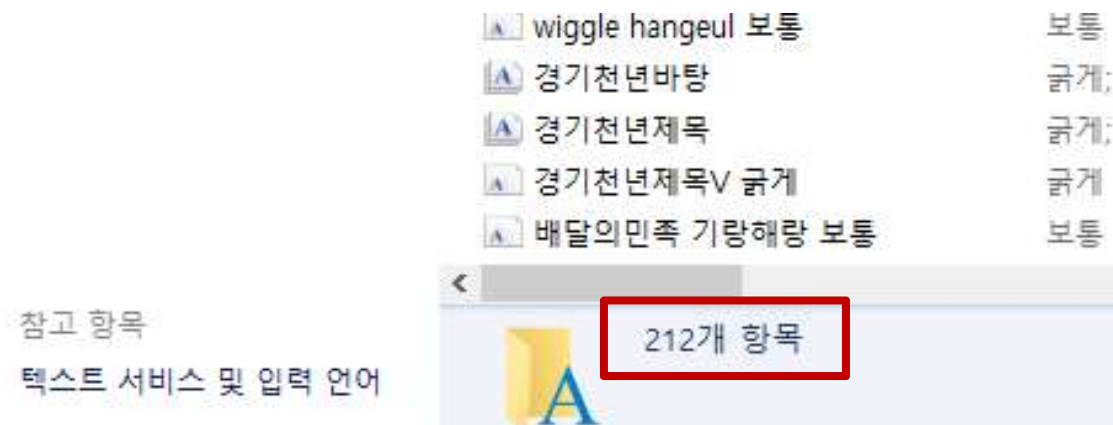 wiggle hangeul 보통 보통
경기천년바탕 굵게;
경기천년제목 굵게;
경기천년제목V 굵게 굵게
배달의민족 기랑해랑 보통 보통
참고 항목
텍스트 서비스 및 입력 언어
212개 항목